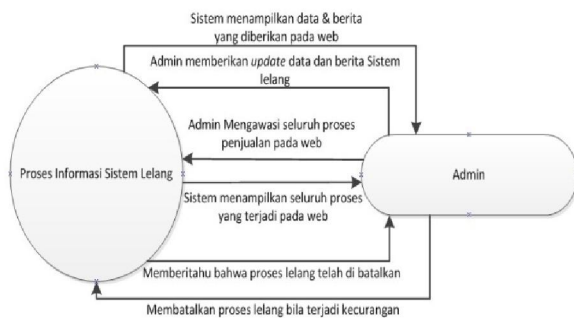 Sistem menampilkan data & berita
yang diberikan pada web
Admin memberikan update data dan berita Sistem
lelang
Admin Mengawasi seluruh proses
penjualan pada web
Proses Informasi Sistem Lelang
Admin
Sistem menampilkan seluruh proses
yang terjadi pada web
Memberitahu bahwa proses lelang telah di batalkan
Membatalkan proses lelang bila terjadi kecurangan